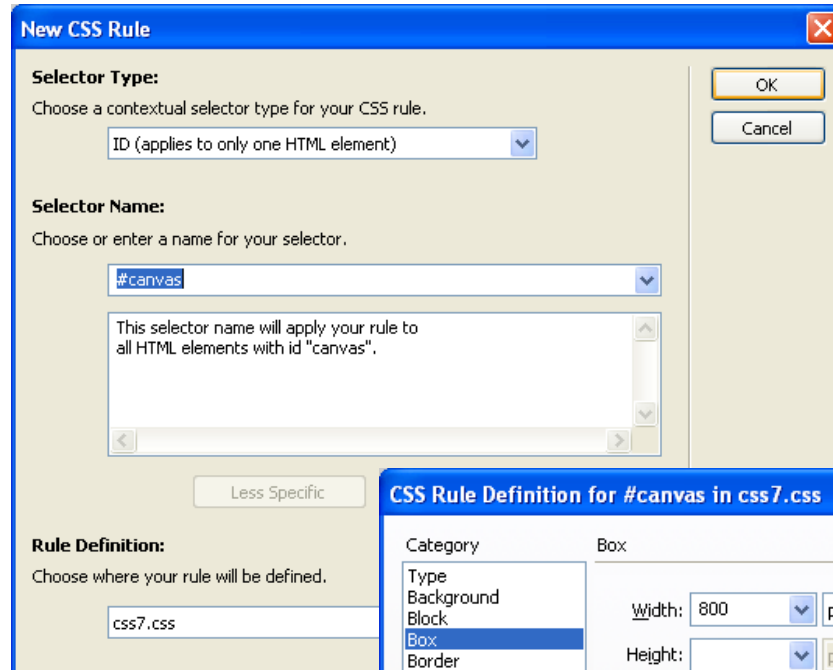 New CSS Rule
Selector Type:
Choose a contextual selector type for your CSS rule.
ID (applies to only one HTML element)
OK
Cancel
Selector Name:
Choose or enter a name for your selector.
#canvas
This selector name will apply your rule to
all HTML elements with id "canvas".
Less Specific
Rule Definition:
Choose where your rule will be defined.
css7.css
CSS Rule Definition for #canvas in css7.css
Category
Box
Type
Background
Block
Box
Border
Width: 800
Height: